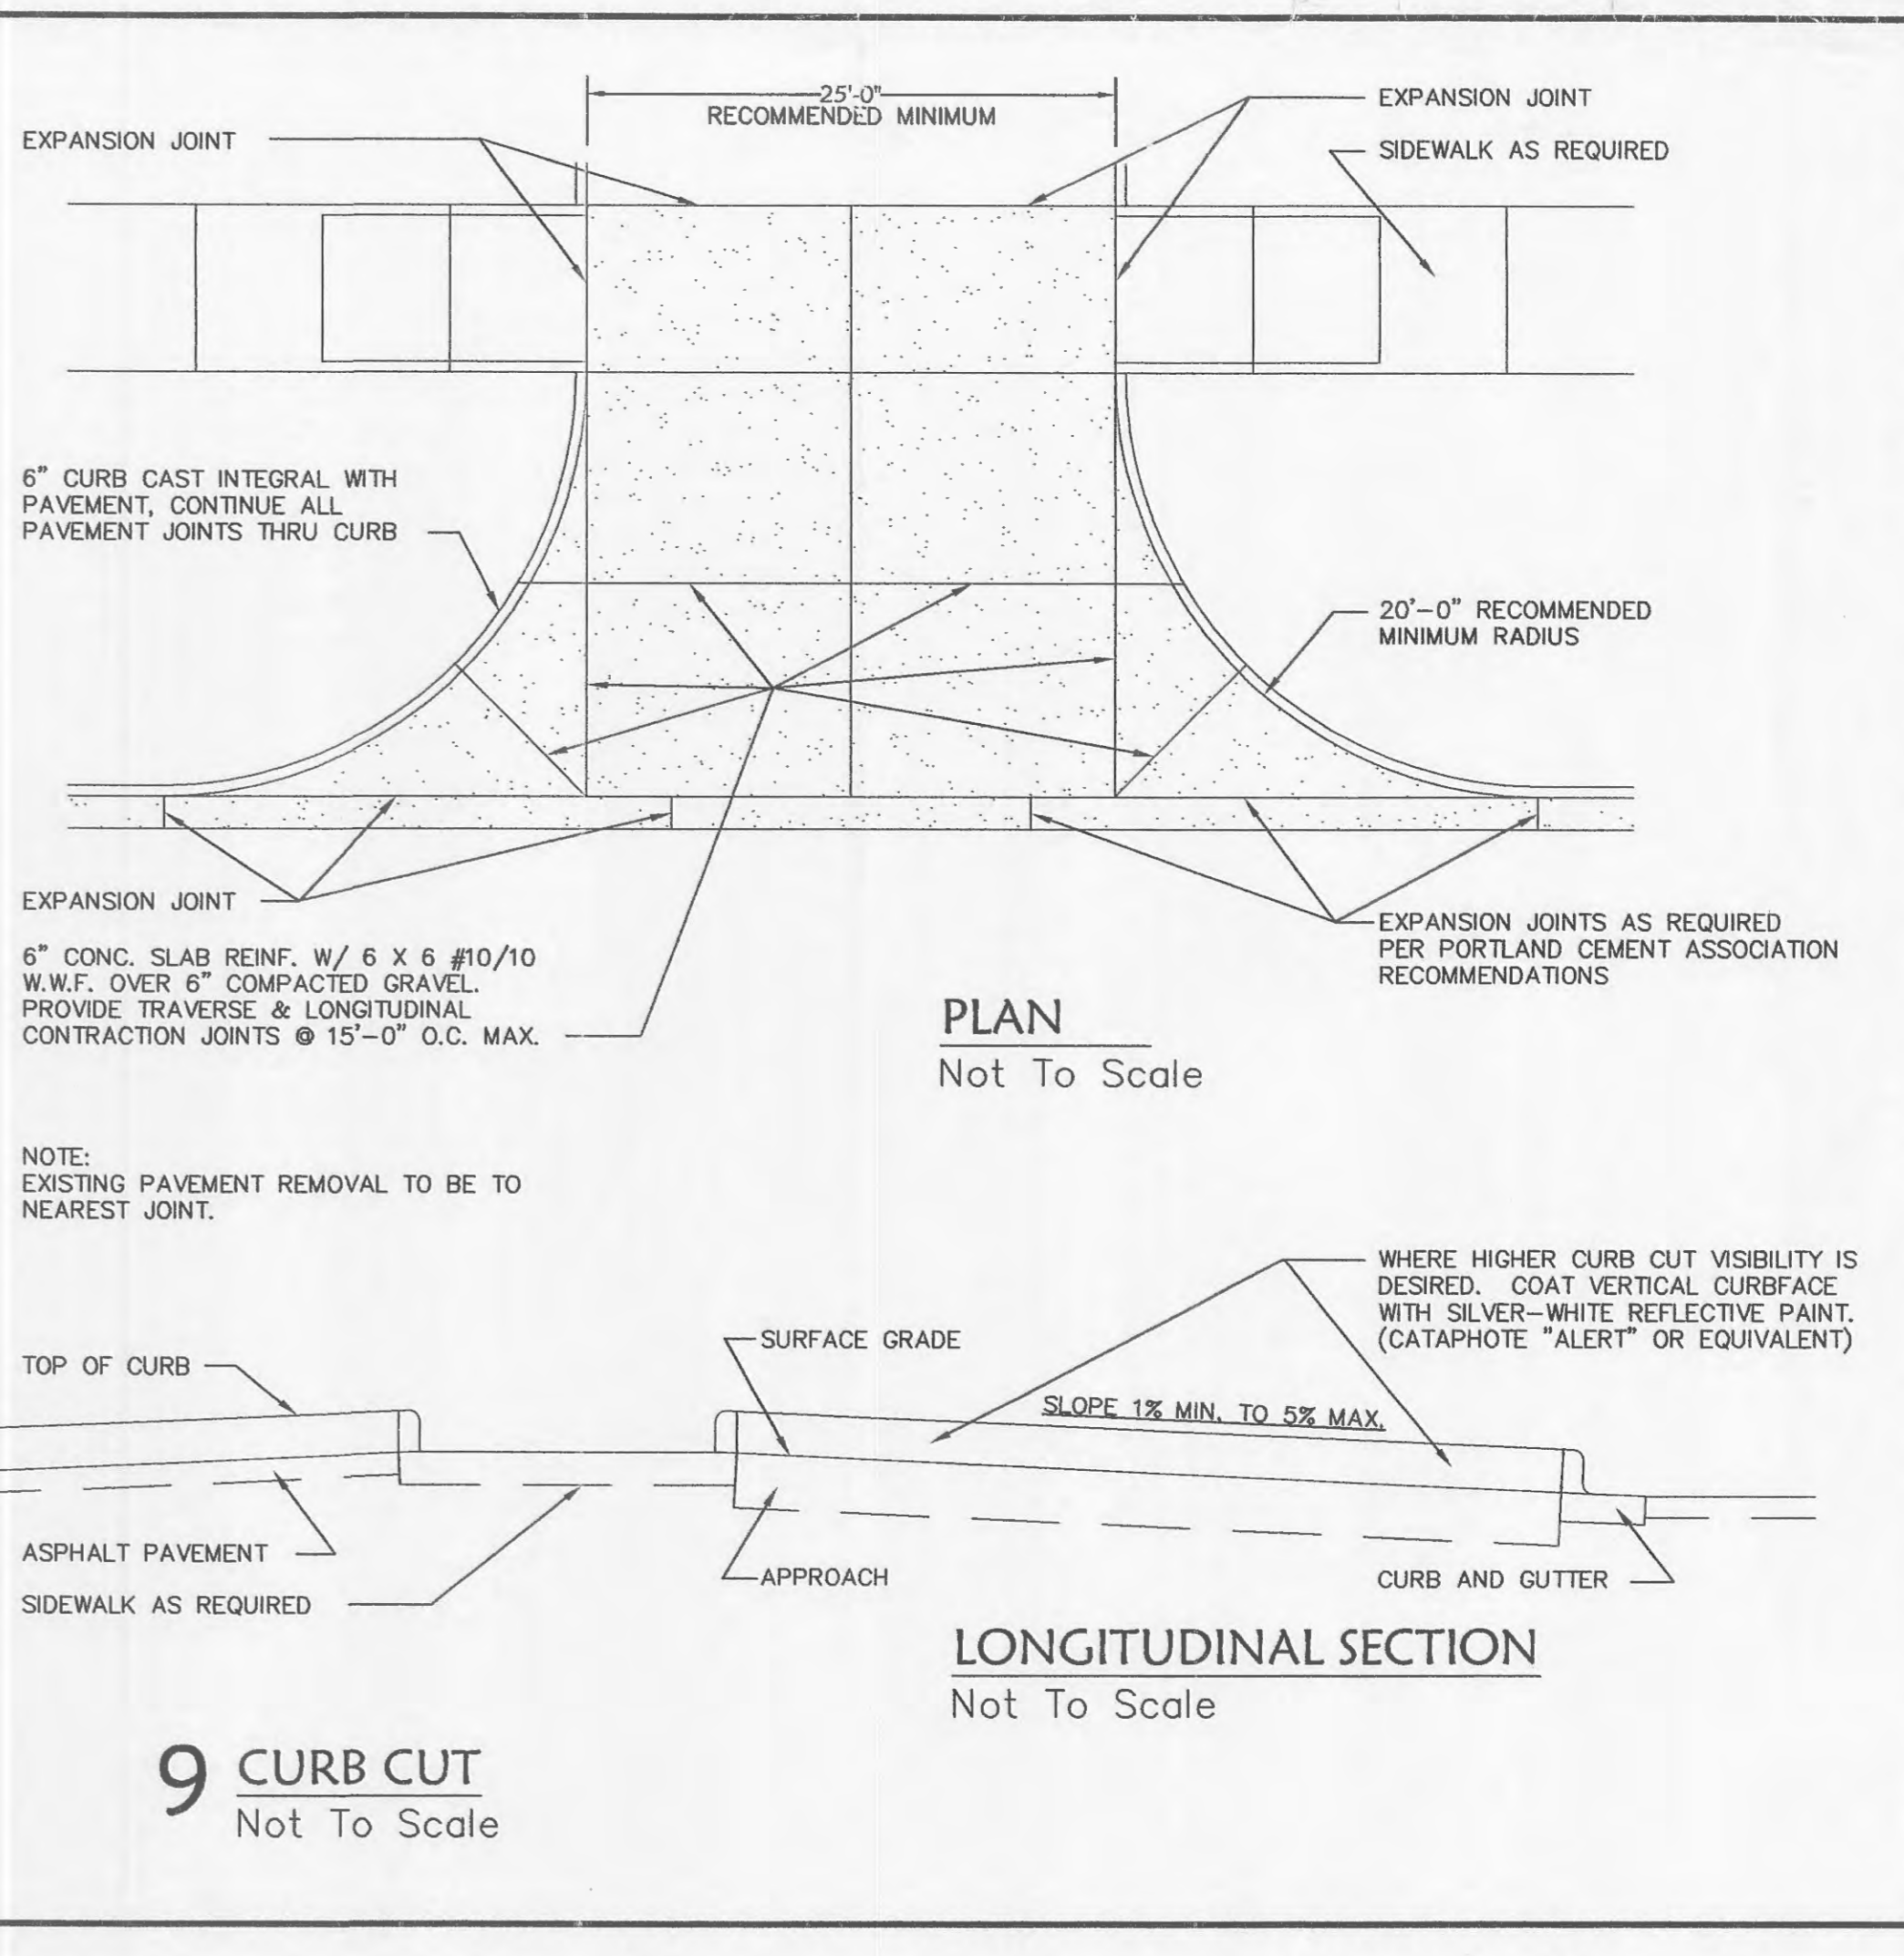 25'-0"
RECOMMENDED MINIMUM
EXPANSION JOINT
EXPANSION JOINT
SIDEWALK AS REQUIRED
6" CURB CAST INTEGRAL WITH
PAVEMENT, CONTINUE ALL
PAVEMENT JOINTS THRU CURB
20'-0" RECOMMENDED
MINIMUM RADIUS
EXPANSION JOINT
6" CONC. SLAB REINF. W/ 6 X 6 #10/10
W.W.F. OVER 6" COMPACTED GRAVEL.
PROVIDE TRAVERSE & LONGITUDINAL
CONTRACTION JOINTS @ 15'-0" O.C. MAX.
EXPANSION JOINTS AS REQUIRED
PER PORTLAND CEMENT ASSOCIATION
RECOMMENDATIONS
PLAN
Not To Scale
NOTE:
EXISTING PAVEMENT REMOVAL TO BE TO
NEAREST JOINT.
WHERE HIGHER CURB CUT VISIBILITY IS
DESIRED. COAT VERTICAL CURBFACE
WITH SILVER-WHITE REFLECTIVE PAINT.
(CATAPHOTE "ALERT" OR EQUIVALENT)
SURFACE GRADE
TOP OF CURB
SLOPE 1% MIN. TO 5% MAX.
ASPHALT PAVEMENT
SIDEWALK AS REQUIRED
APPROACH
CURB AND GUTTER
LONGITUDINAL SECTION
Not To Scale
9 CURB CUT
Not To Scale